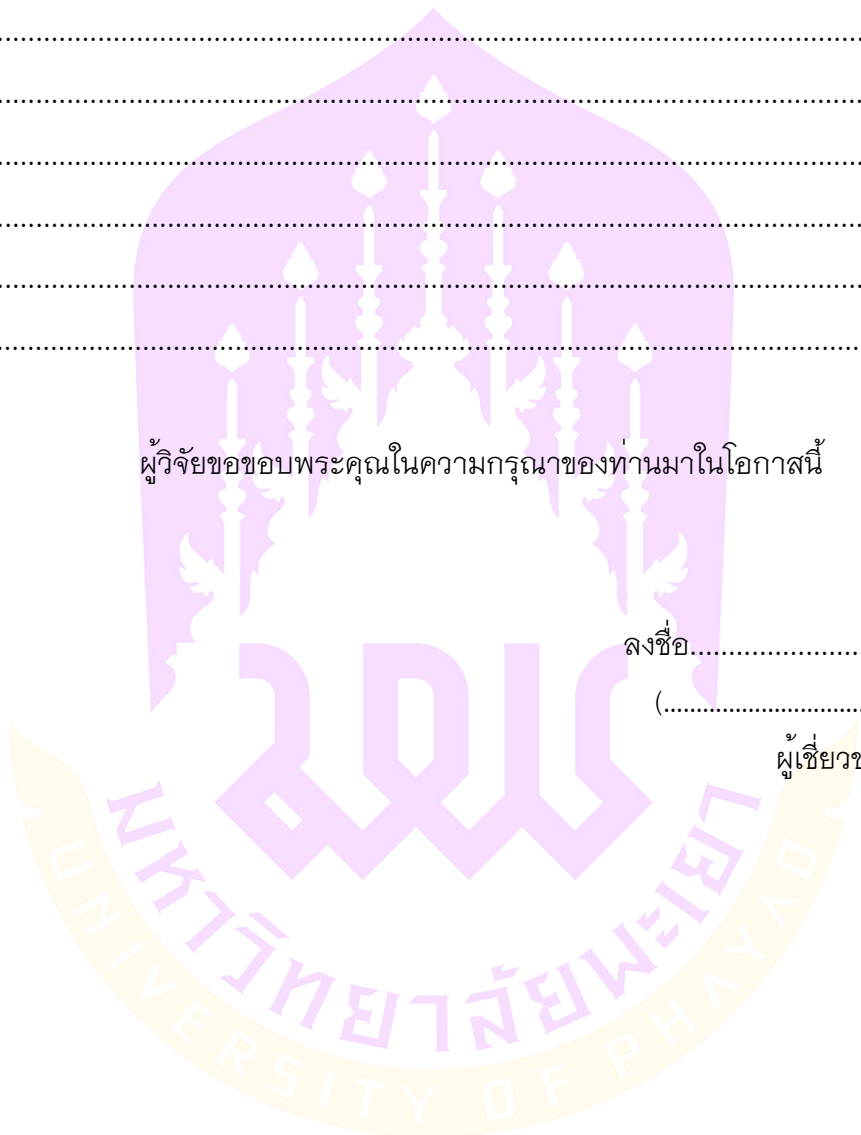 ................................................................................
................................................................................
................................................................................
................................................................................
................................................................................
................................................................................
ผู้วิจัยขอขอบพระคุณในความกรุณาของท่านมาในโอกาสนี้
ลงชื่อ......................
(..............................
ผู้เชี่ยวช
มหาวิทยาลัยพะเยา
UNIVERSITY OF PHAYAO